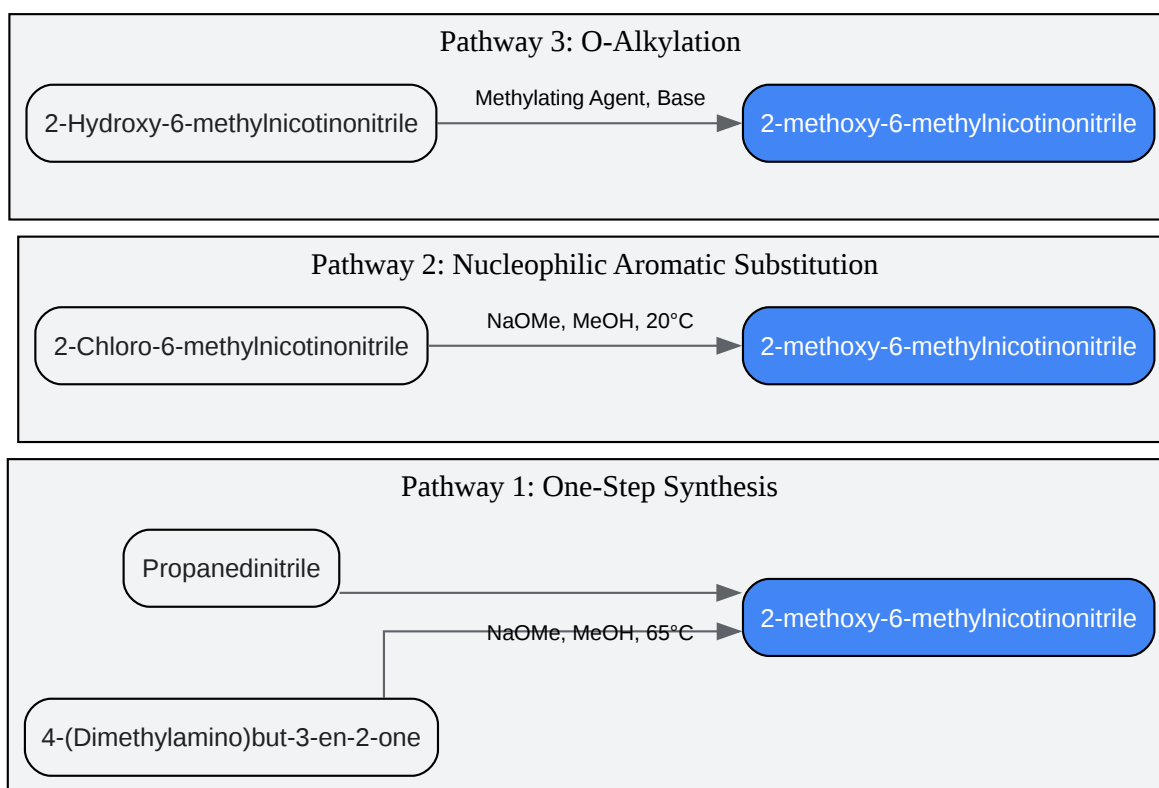 Pathway 3: O-Alkylation
2-Hydroxy-6-methylnicotinonitrile
Methylating Agent, Base
2-methoxy-6-methylnicotinonitrile
Pathway 2: Nucleophilic Aromatic Substitution
2-Chloro-6-methylnicotinonitrile
NaOMe, MeOH, 20°C
2-methoxy-6-methylnicotinonitrile
Pathway 1: One-Step Synthesis
Propanedinitrile
NaOMe, MeOH, 65°C
2-methoxy-6-methylnicotinonitrile
4-(Dimethylamino)but-3-en-2-one